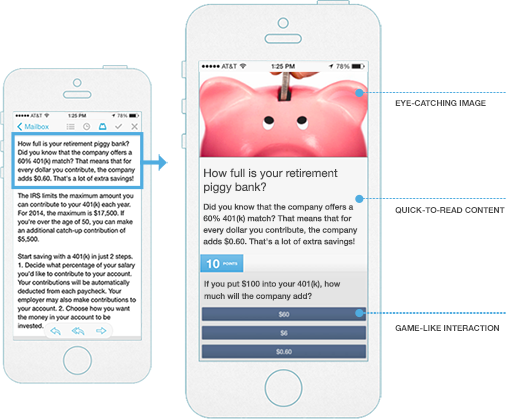 AT&T 1:25 PM 78%
Mailbox
How full is your retirement piggy bank?
Did you know that the company offers a
60% 401(k) match? That means that for
every dollar you contribute, the company
adds $0.60. That's a lot of extra savings!
The IRS limits the maximum amount you
can contribute to your 401(k) each year.
For 2014, the maximum is $17,500. If
you're over the age of 50, you can make
an additional catch-up contribution of
$5,500.
Start saving with a 401(k) in just 2 steps.
1. Decide what percentage of your salary
you'd like to contribute to your account.
Your contributions will be automatically
deducted from each paycheck. Your
employer may also make contributions to
your account. 2. Choose how you want
the money in your account to be
invested.
AT&T 1:25 PM 78%
How full is your retirement
piggy bank?
Did you know that the company offers a
60% 401(k) match? That means that for
every dollar you contribute, the company
adds $0.60. That's a lot of extra savings!
10 POINTS
If you put $100 into your 401(k), how
much will the company add?
$60
$6
$0.60
EYE-CATCHING IMAGE
QUICK-TO-READ CONTENT
GAME-LIKE INTERACTION